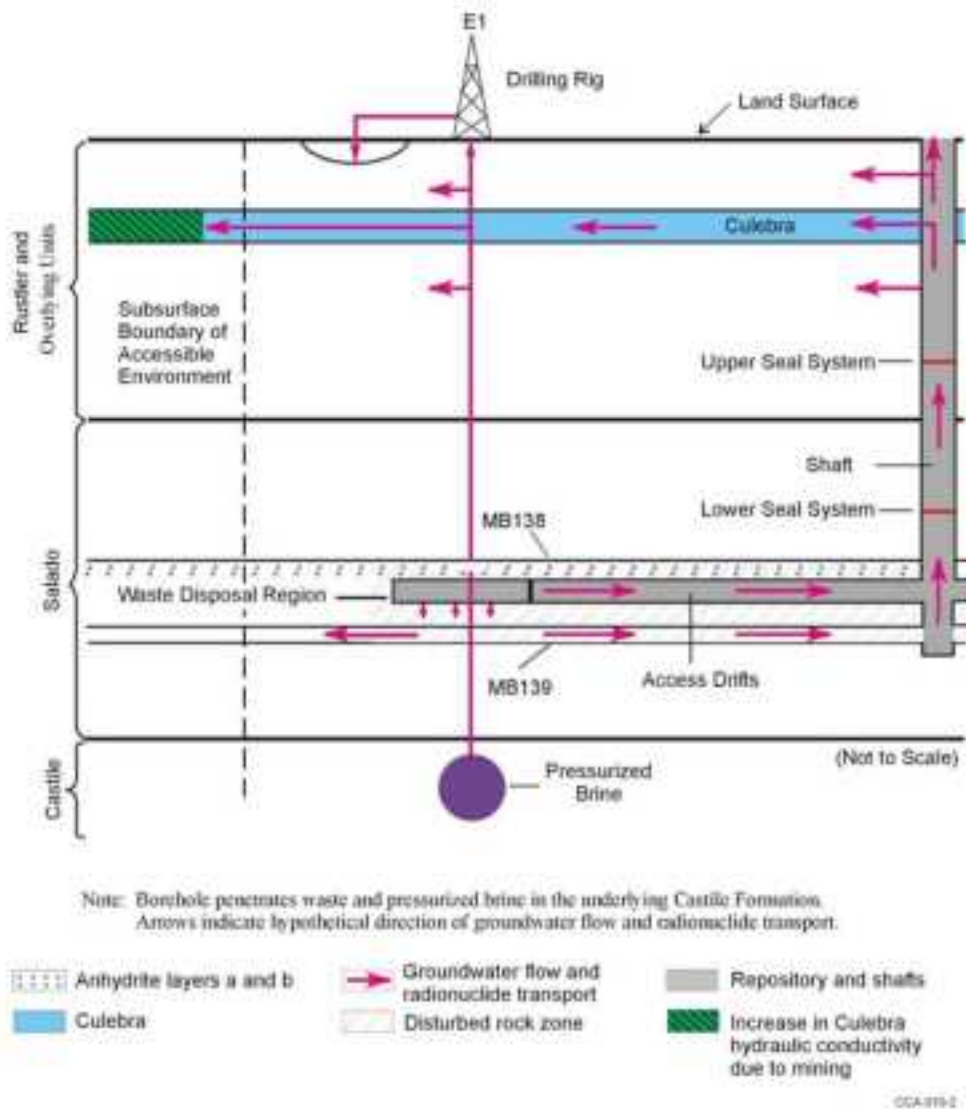 E1
Drilling Rig
Land Surface
Culebra
Rustler and
Overlying Units
Subsurface
Boundary of
Accessible
Environment
Upper Seal System
Shaft
Lower Seal System
MB138
Salado
Waste Disposal Region
MB139
Access Drifts
(Not to Scale)
Castile
Pressurized
Brine
Note: Borehole penetrates waste and pressurized brine in the underlying Castile Formation.
Arrows indicate hypothetical direction of groundwater flow and radionuclide transport.
Anhydrite layers a and b
Groundwater flow and
radionuclide transport
Repository and shafts
Culebra
Disturbed rock zone
Increase in Culebra
hydraulic conductivity
due to mining